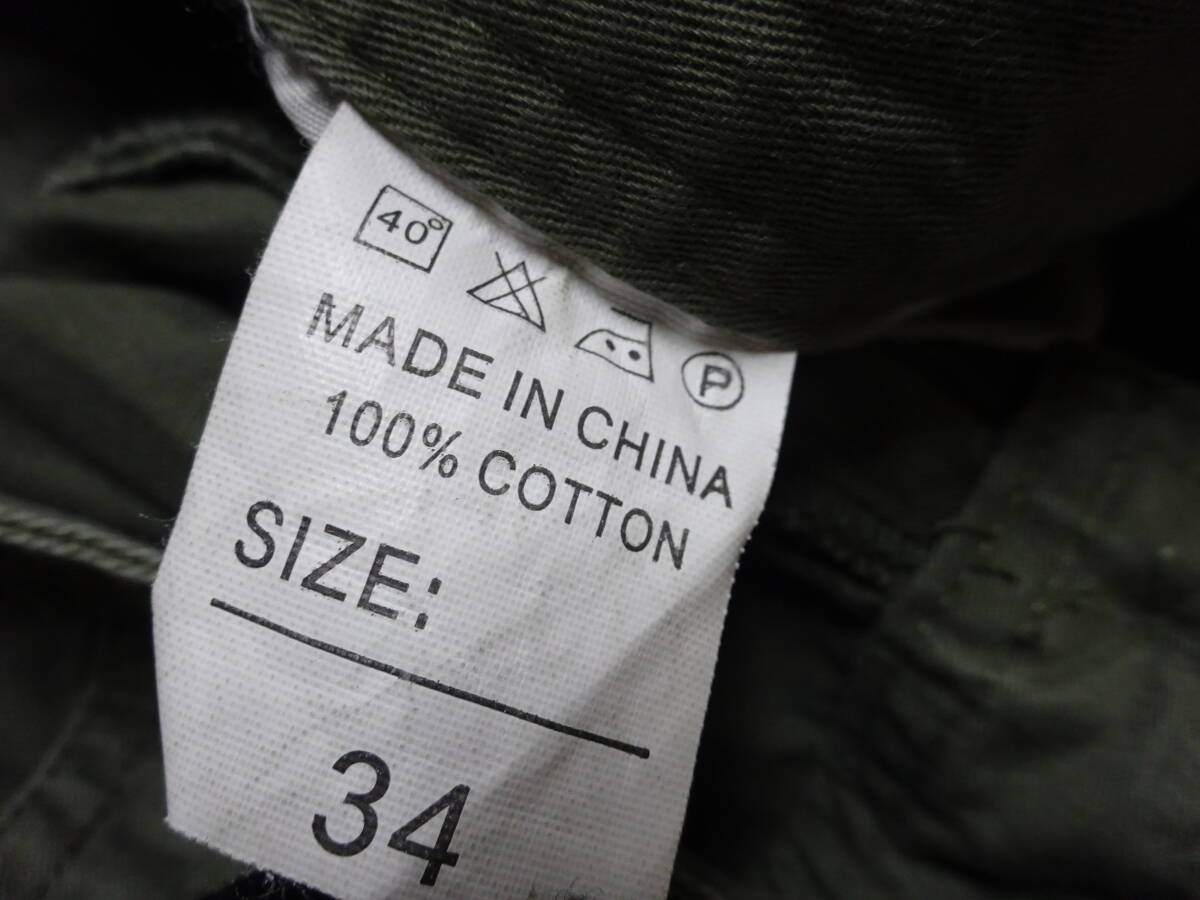 40° P
MADE IN CHINA
100% COTTON
SIZE:
34